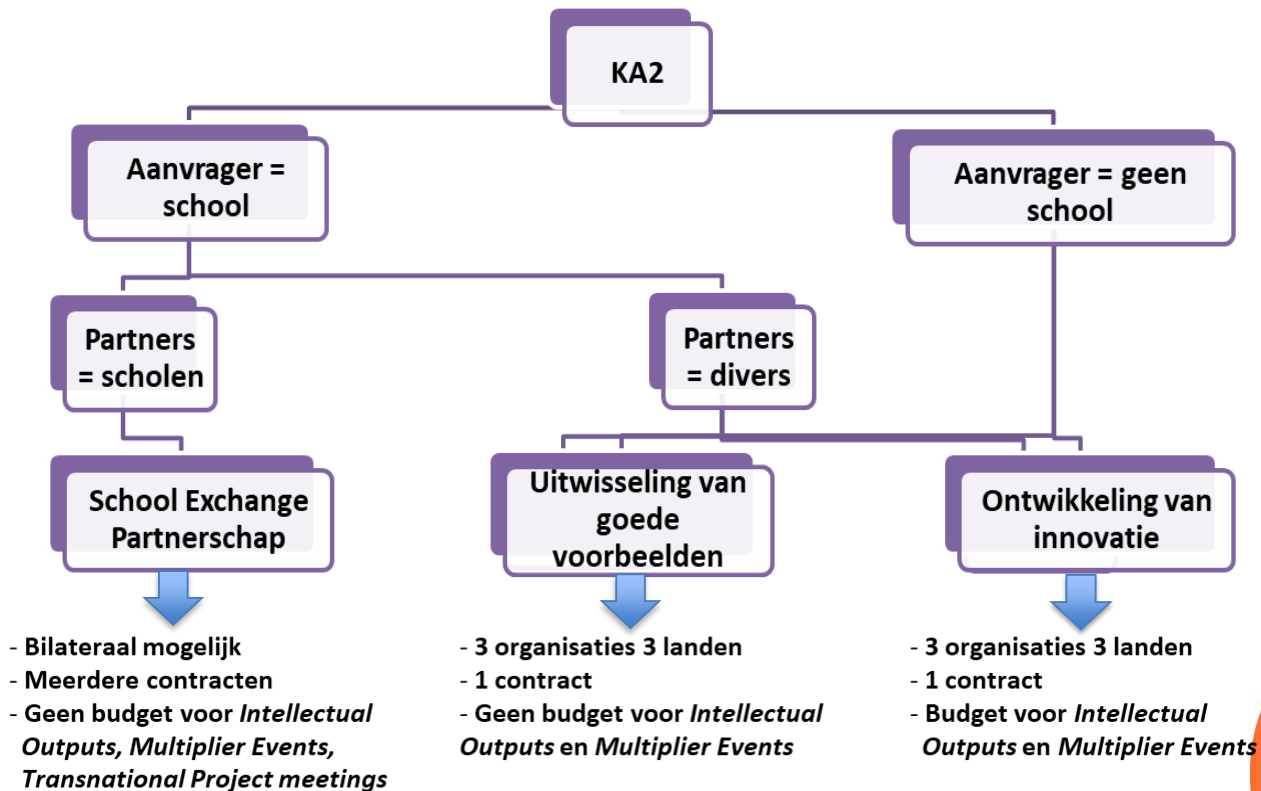 KA2
Aanvrager =
school
Aanvrager = geen
school
Partners
= scholen
Partners
= divers
School Exchange
Partnerschap
Uitwisseling van
goede
voorbeelden
Ontwikkeling van
innovatie
- Bilateraal mogelijk
- Meerdere contracten
- Geen budget voor Intellectual
Outputs, Multiplier Events,
Transnational Project meetings
- 3 organisaties 3 landen
- 1 contract
- Geen budget voor Intellectual
Outputs en Multiplier Events
- 3 organisaties 3 landen
- 1 contract
- Budget voor Intellectual
Outputs en Multiplier Events